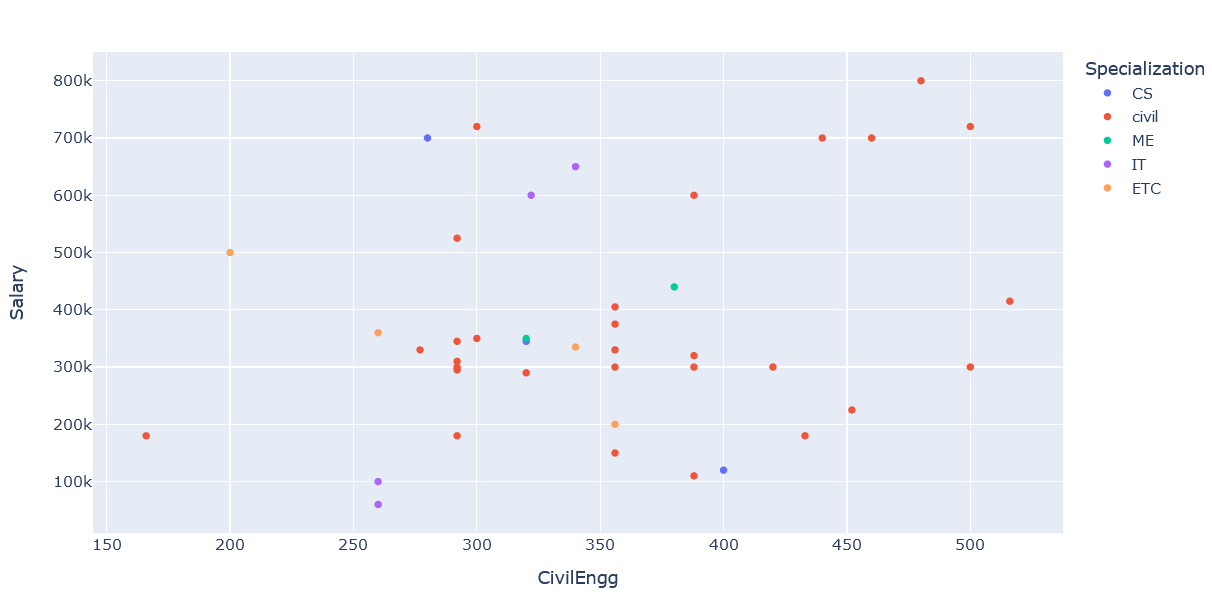 800k
700k
600k
500k
400k
300k
200k
100k
Salary
150 200 250 300 350 400 450 500
CivilEngg
Specialization
CS
civil
ME
IT
ETC